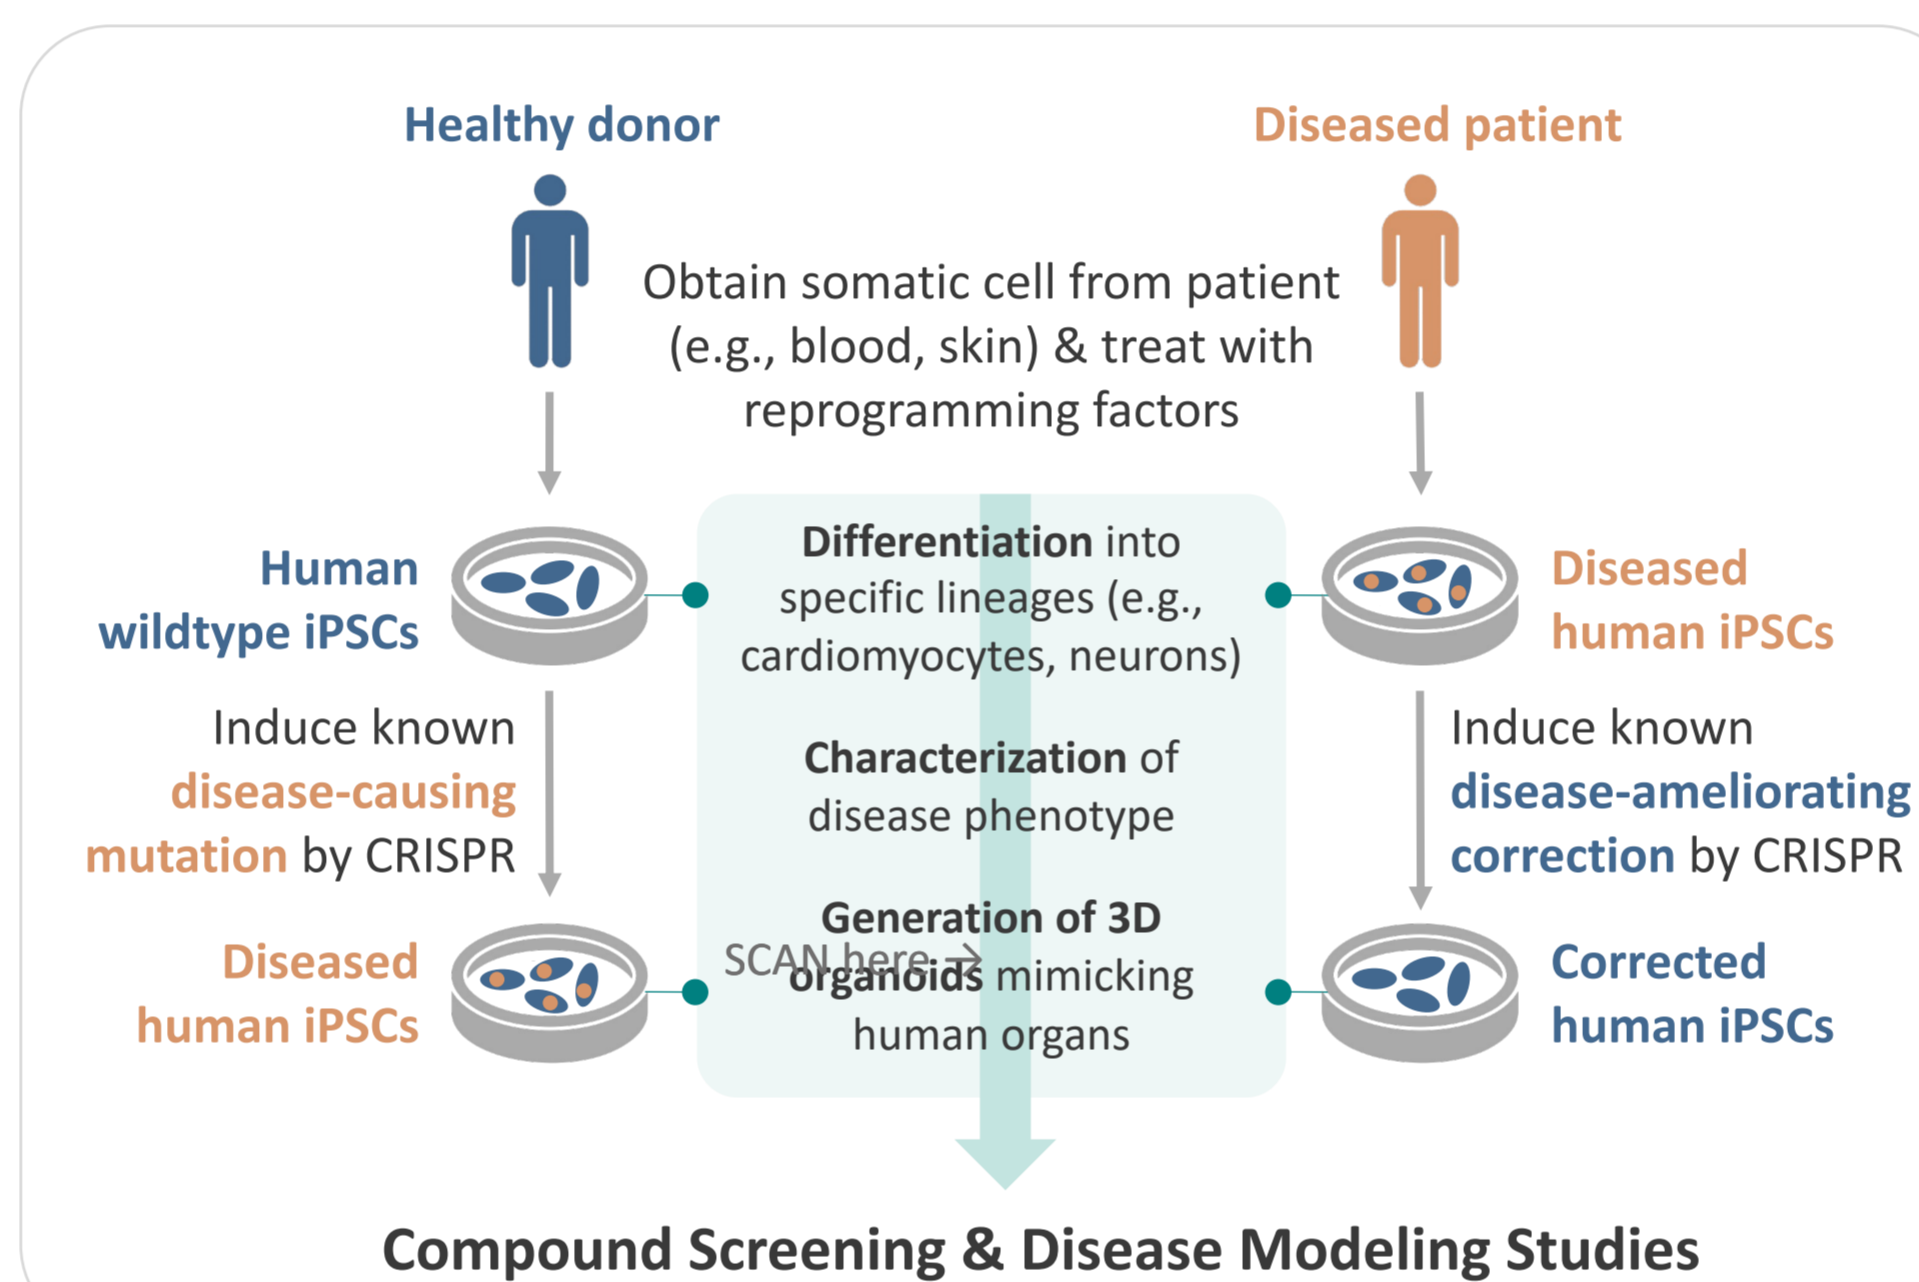 Healthy donor
Diseased patient
Obtain somatic cell from patient
(e.g., blood, skin) & treat with
reprogramming factors
Human
wildtype iPSCs
Differentiation into
specific lineages (e.g.,
cardiomyocytes, neurons)
Diseased
human iPSCs
Induce known
disease-causing
mutation by CRISPR
Characterization of
disease phenotype
Induce known
disease-ameliorating
correction by CRISPR
Diseased
human iPSCs
Generation of 3D
SCAN here →
organoids mimicking
human organs
Corrected
human iPSCs
Compound Screening & Disease Modeling Studies